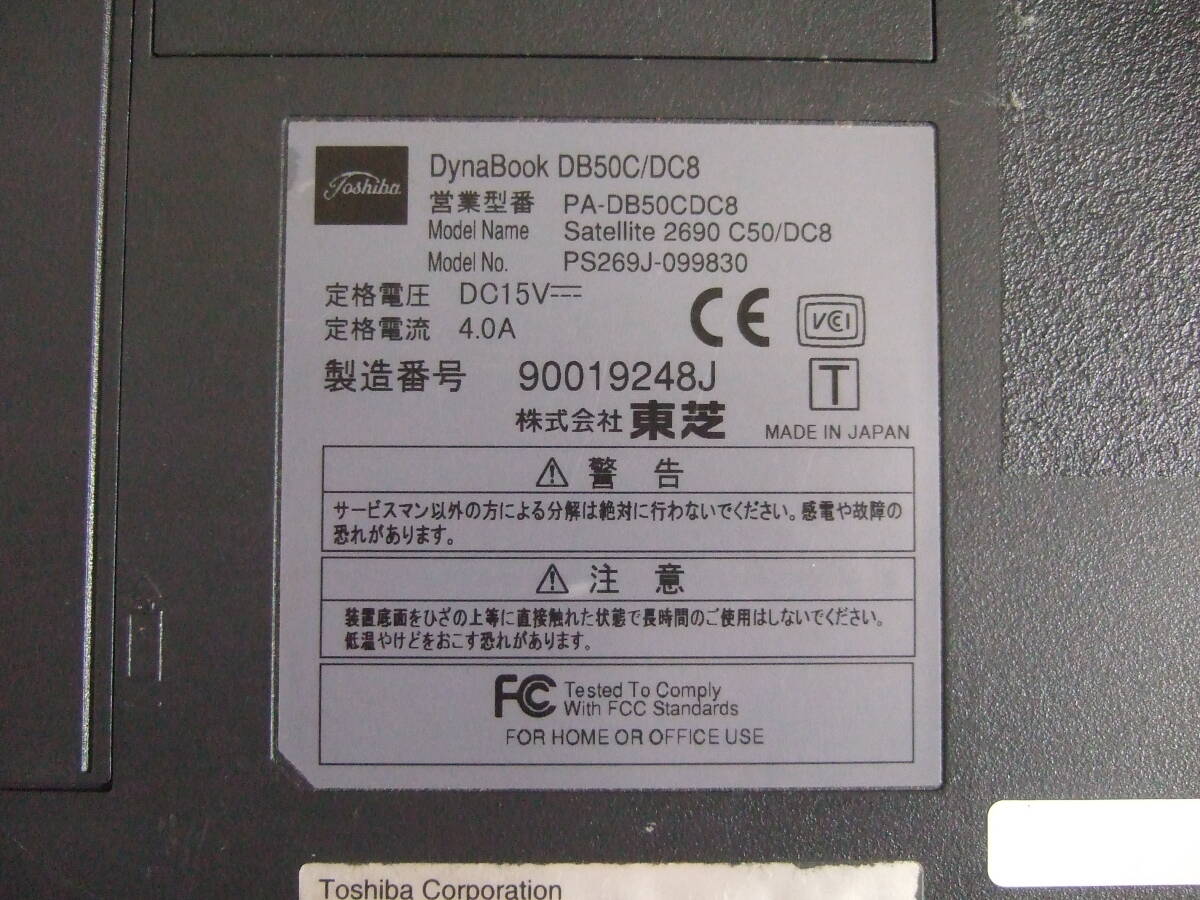 Toshiba
DynaBook DB50C/DC8
営業型番 PA-DB50CDC8
Model Name Satellite 2690 C50/DC8
Model No. PS269J-099830
定格電圧 DC15V⎓
定格電流 4.0A
CE VCI
製造番号 90019248J
T
株式会社 東芝
MADE IN JAPAN
⚠ 警 告
サービスマン以外の方による分解は絶対に行わないでください。感電や故障の
恐れがあります。
⚠ 注 意
装置底面をひざの上等に直接触れた状態で長時間のご使用はしないでください。
低温やけどをおこす恐れがあります。
FC Tested To Comply
With FCC Standards
FOR HOME OR OFFICE USE
Toshiba Corporation